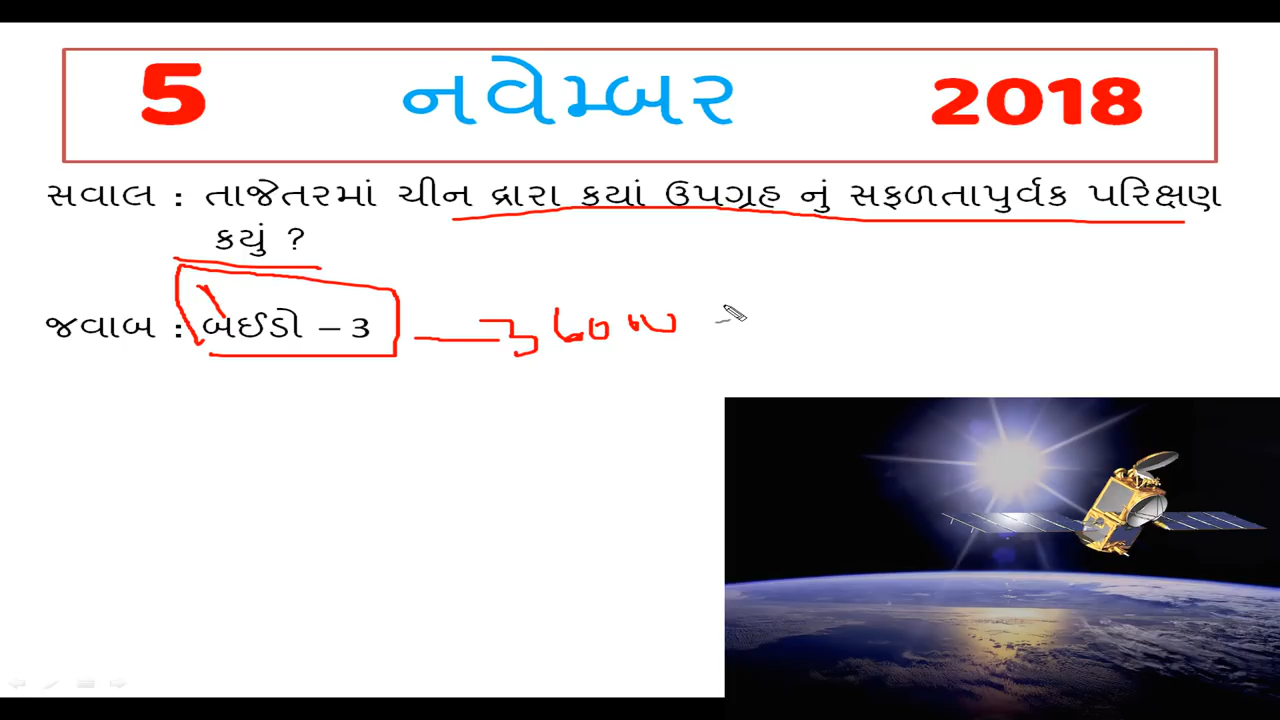 5 નવેમ્બર 2018
સવાલ : તાજેતરમાં ચીન દ્રારા કયાં ઉપગ્રહ નું સફળતાપુર્વક પરિક્ષણ
કયું ?
જવાબ : બઈડો – 3